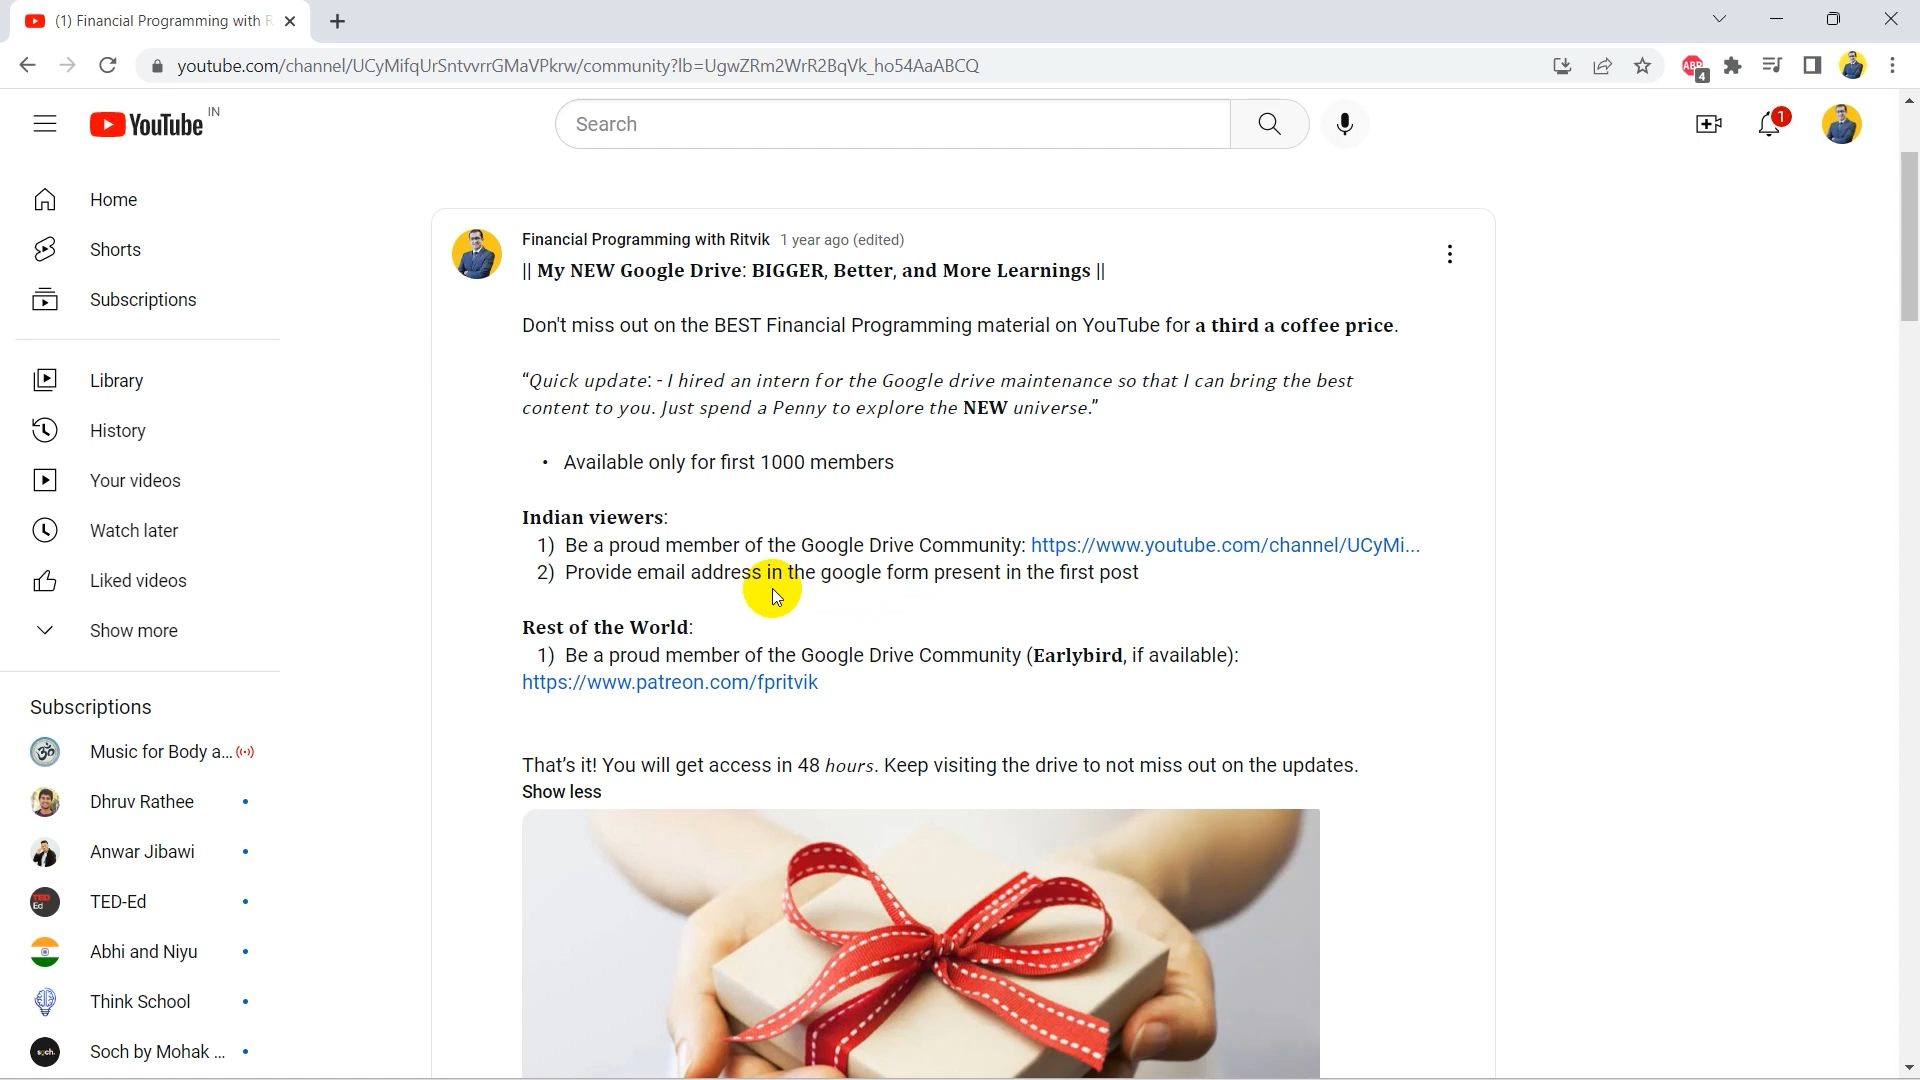 (1) Financial Programming with R
youtube.com/channel/UCyMifqUrSntvvrrGMaVPkrw/community?lb=UgwZRm2WrR2BqVk_ho54AaABCQ
ABP
4
YouTube IN
Search
1
Home
Shorts
Subscriptions
Library
History
Your videos
Watch later
Liked videos
Show more
Subscriptions
Music for Body a...
Dhruv Rathee
Anwar Jibawi
TED-Ed
TED
Ed
Abhi and Niyu
Think School
Soch by Mohak ...
Financial Programming with Ritvik 1 year ago (edited)
|| My NEW Google Drive: BIGGER, Better, and More Learnings ||
Don't miss out on the BEST Financial Programming material on YouTube for a third a coffee price.
“Quick update: - I hired an intern for the Google drive maintenance so that I can bring the best
content to you. Just spend a Penny to explore the NEW universe.”
• Available only for first 1000 members
Indian viewers:
1) Be a proud member of the Google Drive Community: https://www.youtube.com/channel/UCyMi...
2) Provide email address in the google form present in the first post
Rest of the World:
1) Be a proud member of the Google Drive Community (Earlybird, if available):
https://www.patreon.com/fpritvik
That’s it! You will get access in 48 hours. Keep visiting the drive to not miss out on the updates.
Show less